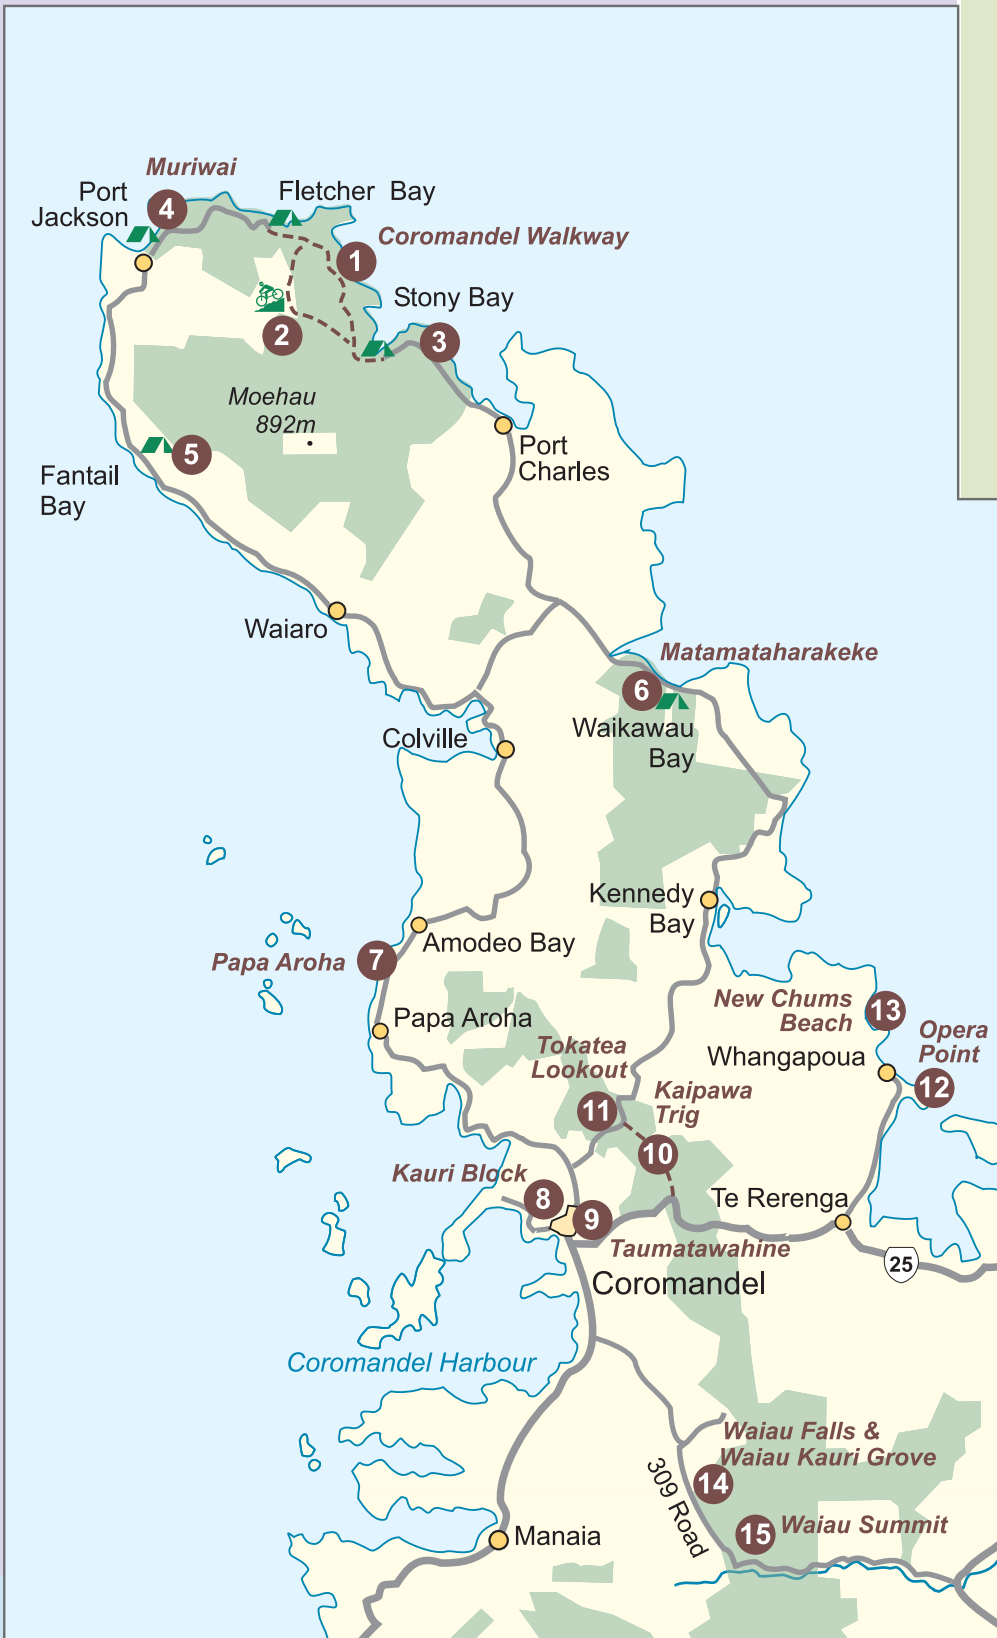 Muriwai
Port
Jackson
4
Fletcher Bay
Coromandel Walkway
1
Stony Bay
2
3
Moehau
892m
Port
Charles
5
Fantail
Bay
Waiaro
Matamataharakeke
6
Waikawau
Bay
Colville
Kennedy
Bay
Amodeo Bay
Papa Aroha
7
New Chums
Beach
13
Papa Aroha
Opera
Point
Tokatea
Lookout
Whangapoua
12
Kaipawa
Trig
11
10
Kauri Block
8
Te Rerenga
9
Taumatawahine
25
Coromandel
Coromandel Harbour
Waiau Falls &
Waiau Kauri Grove
14
309 Road
15
Waiau Summit
Manaia